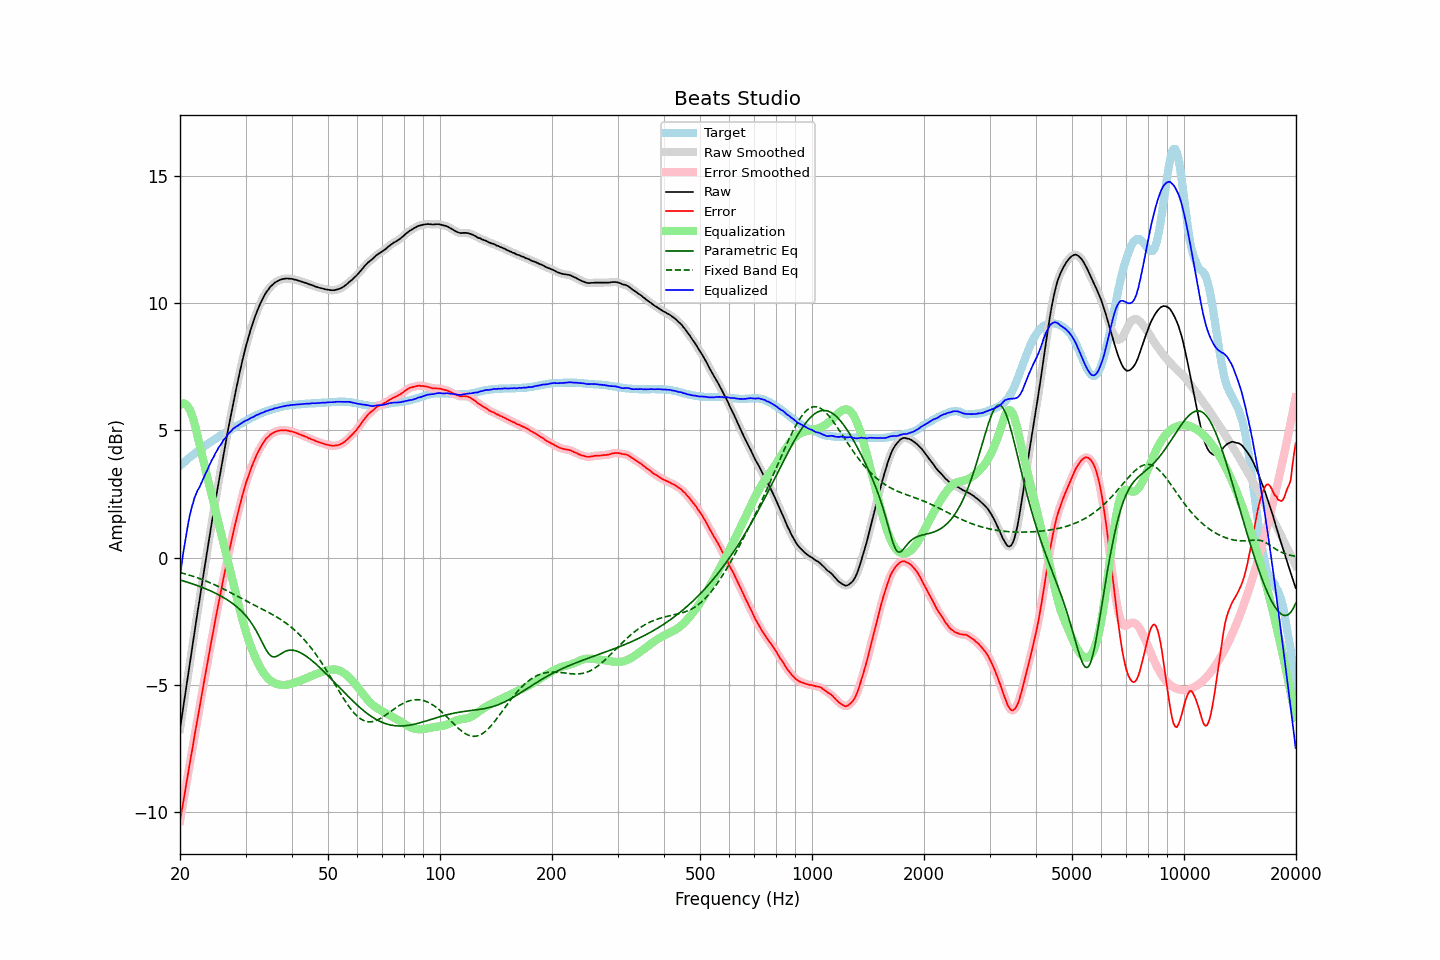 Beats Studio
Target
Raw Smoothed
Error Smoothed
Raw
Error
Equalization
Parametric Eq
Fixed Band Eq
Equalized
Amplitude (dBr)
15
10
5
0
−5
−10
20 50 100 200 500 1000 2000 5000 10000 20000
Frequency (Hz)